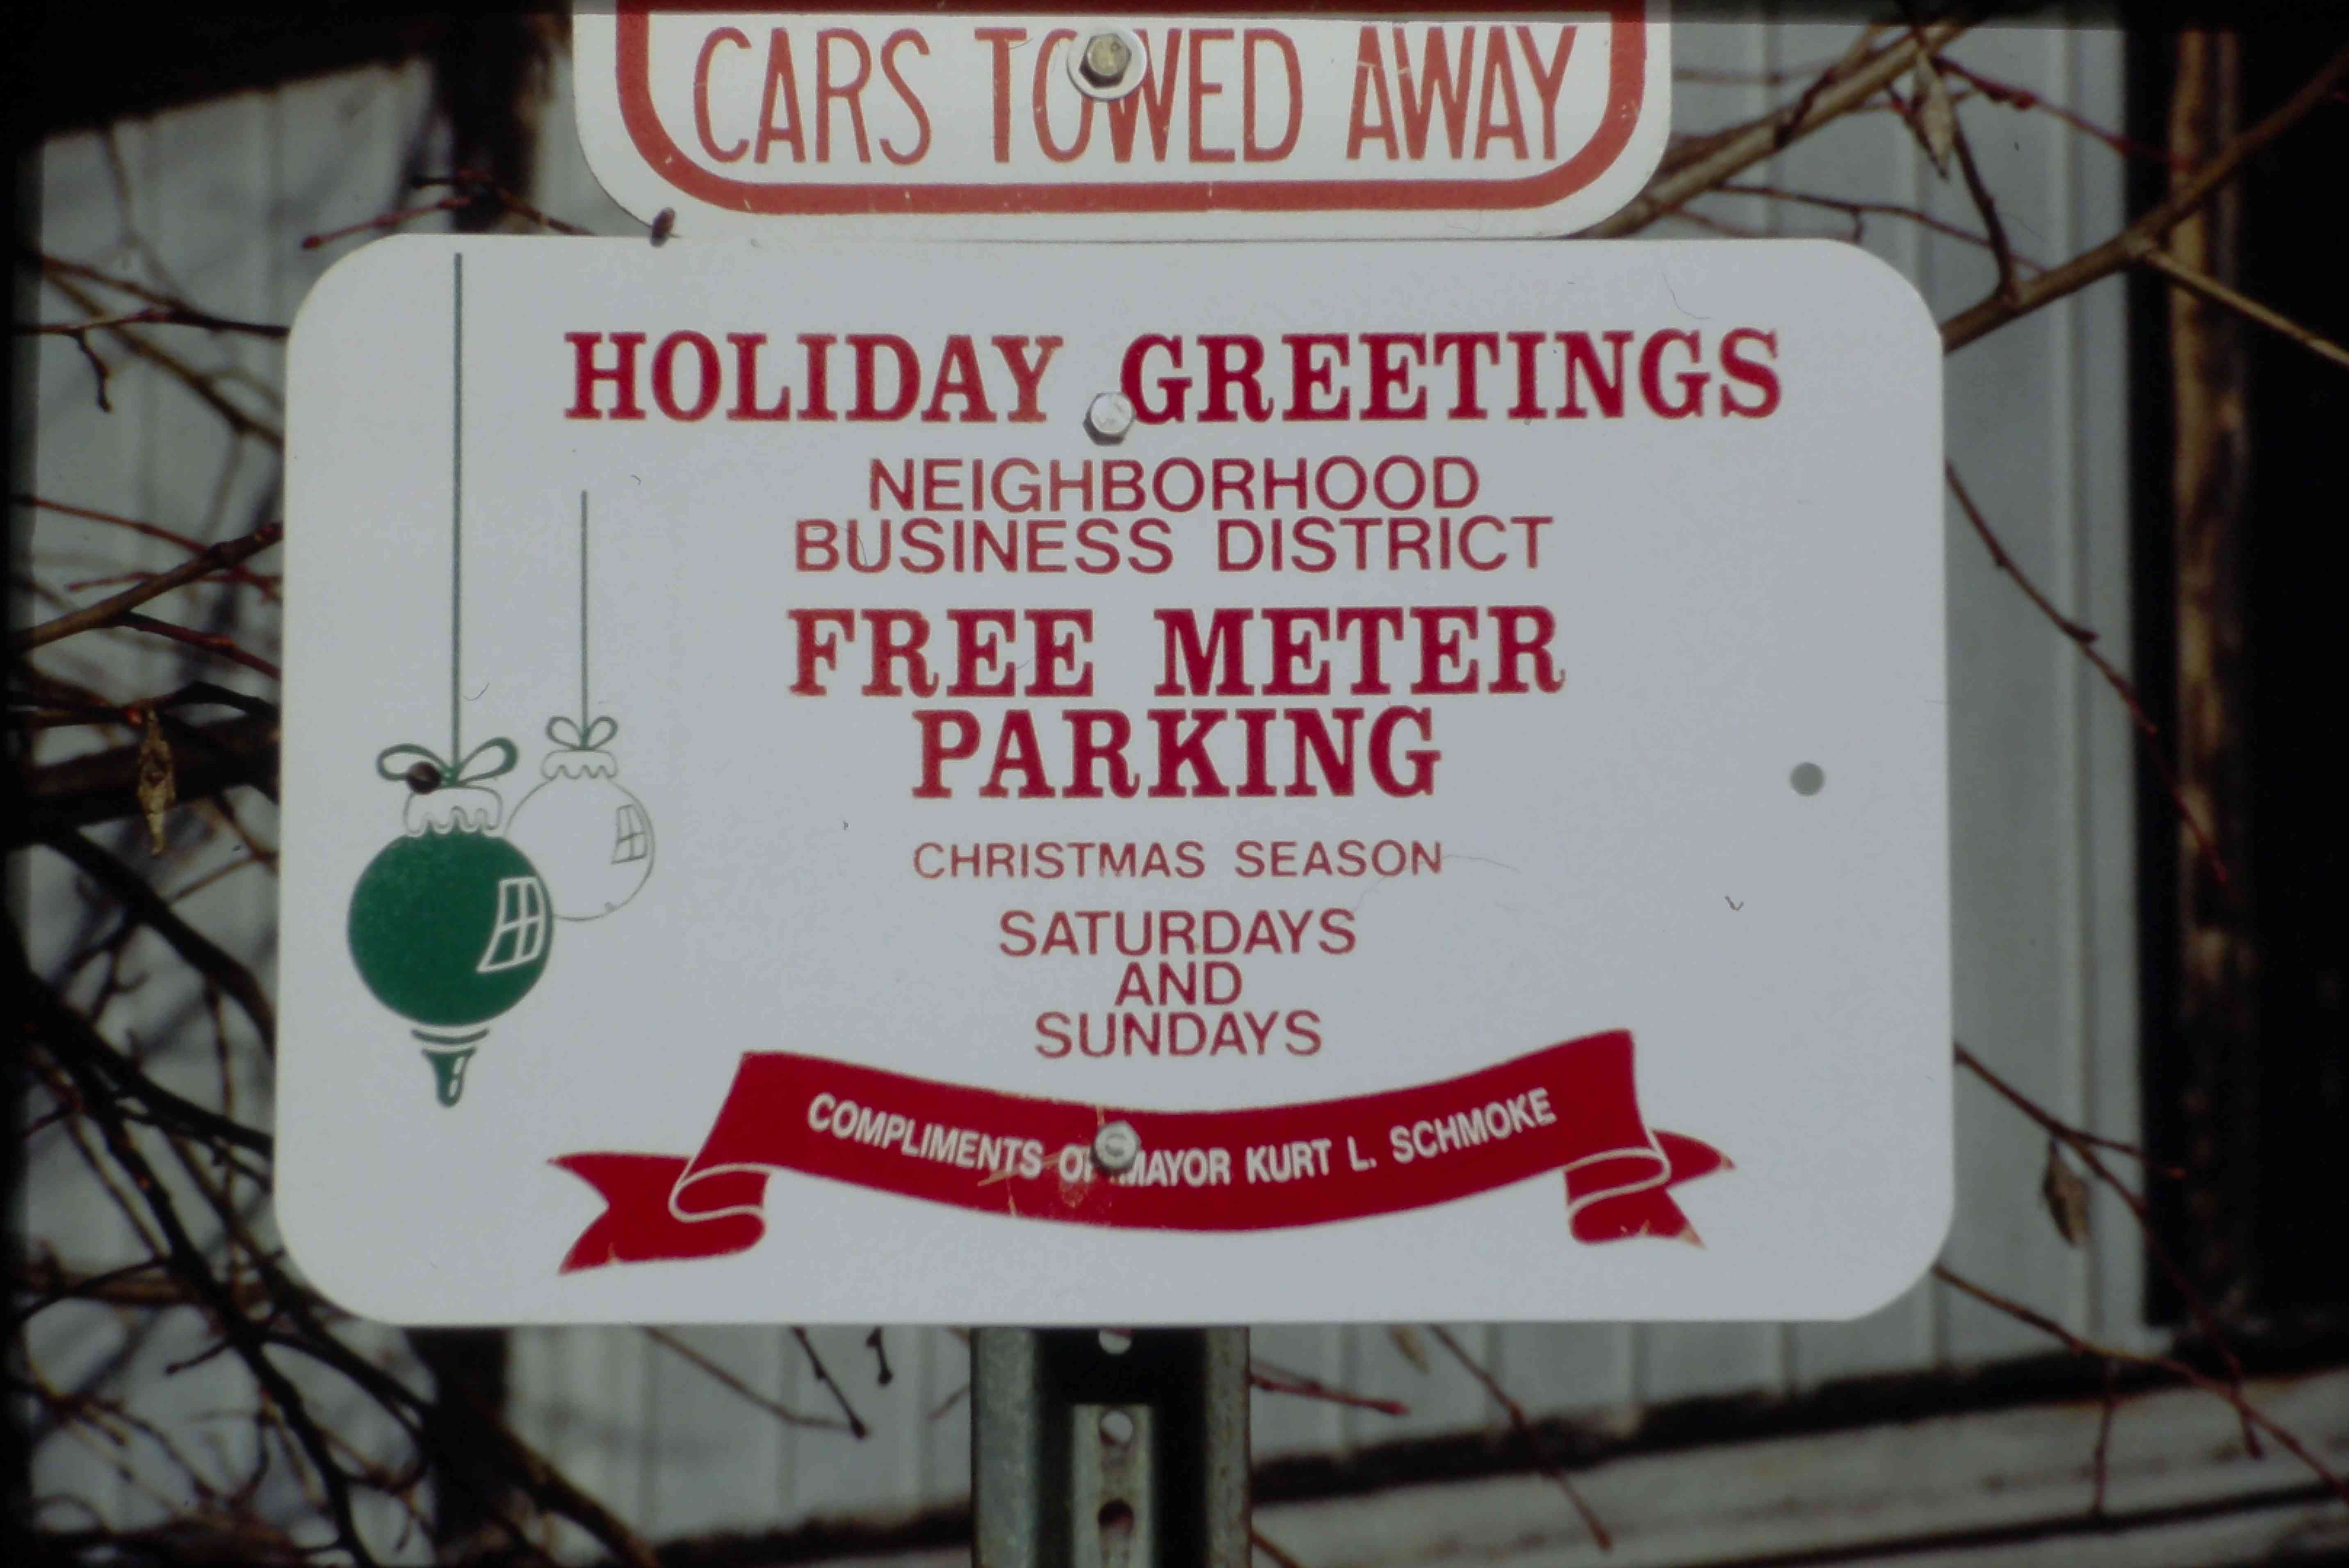 CARS TOWED AWAY
HOLIDAY GREETINGS
NEIGHBORHOOD
BUSINESS DISTRICT
FREE METER
PARKING
CHRISTMAS SEASON
SATURDAYS
AND
SUNDAYS
COMPLIMENTS OF MAYOR KURT L. SCHMOKE